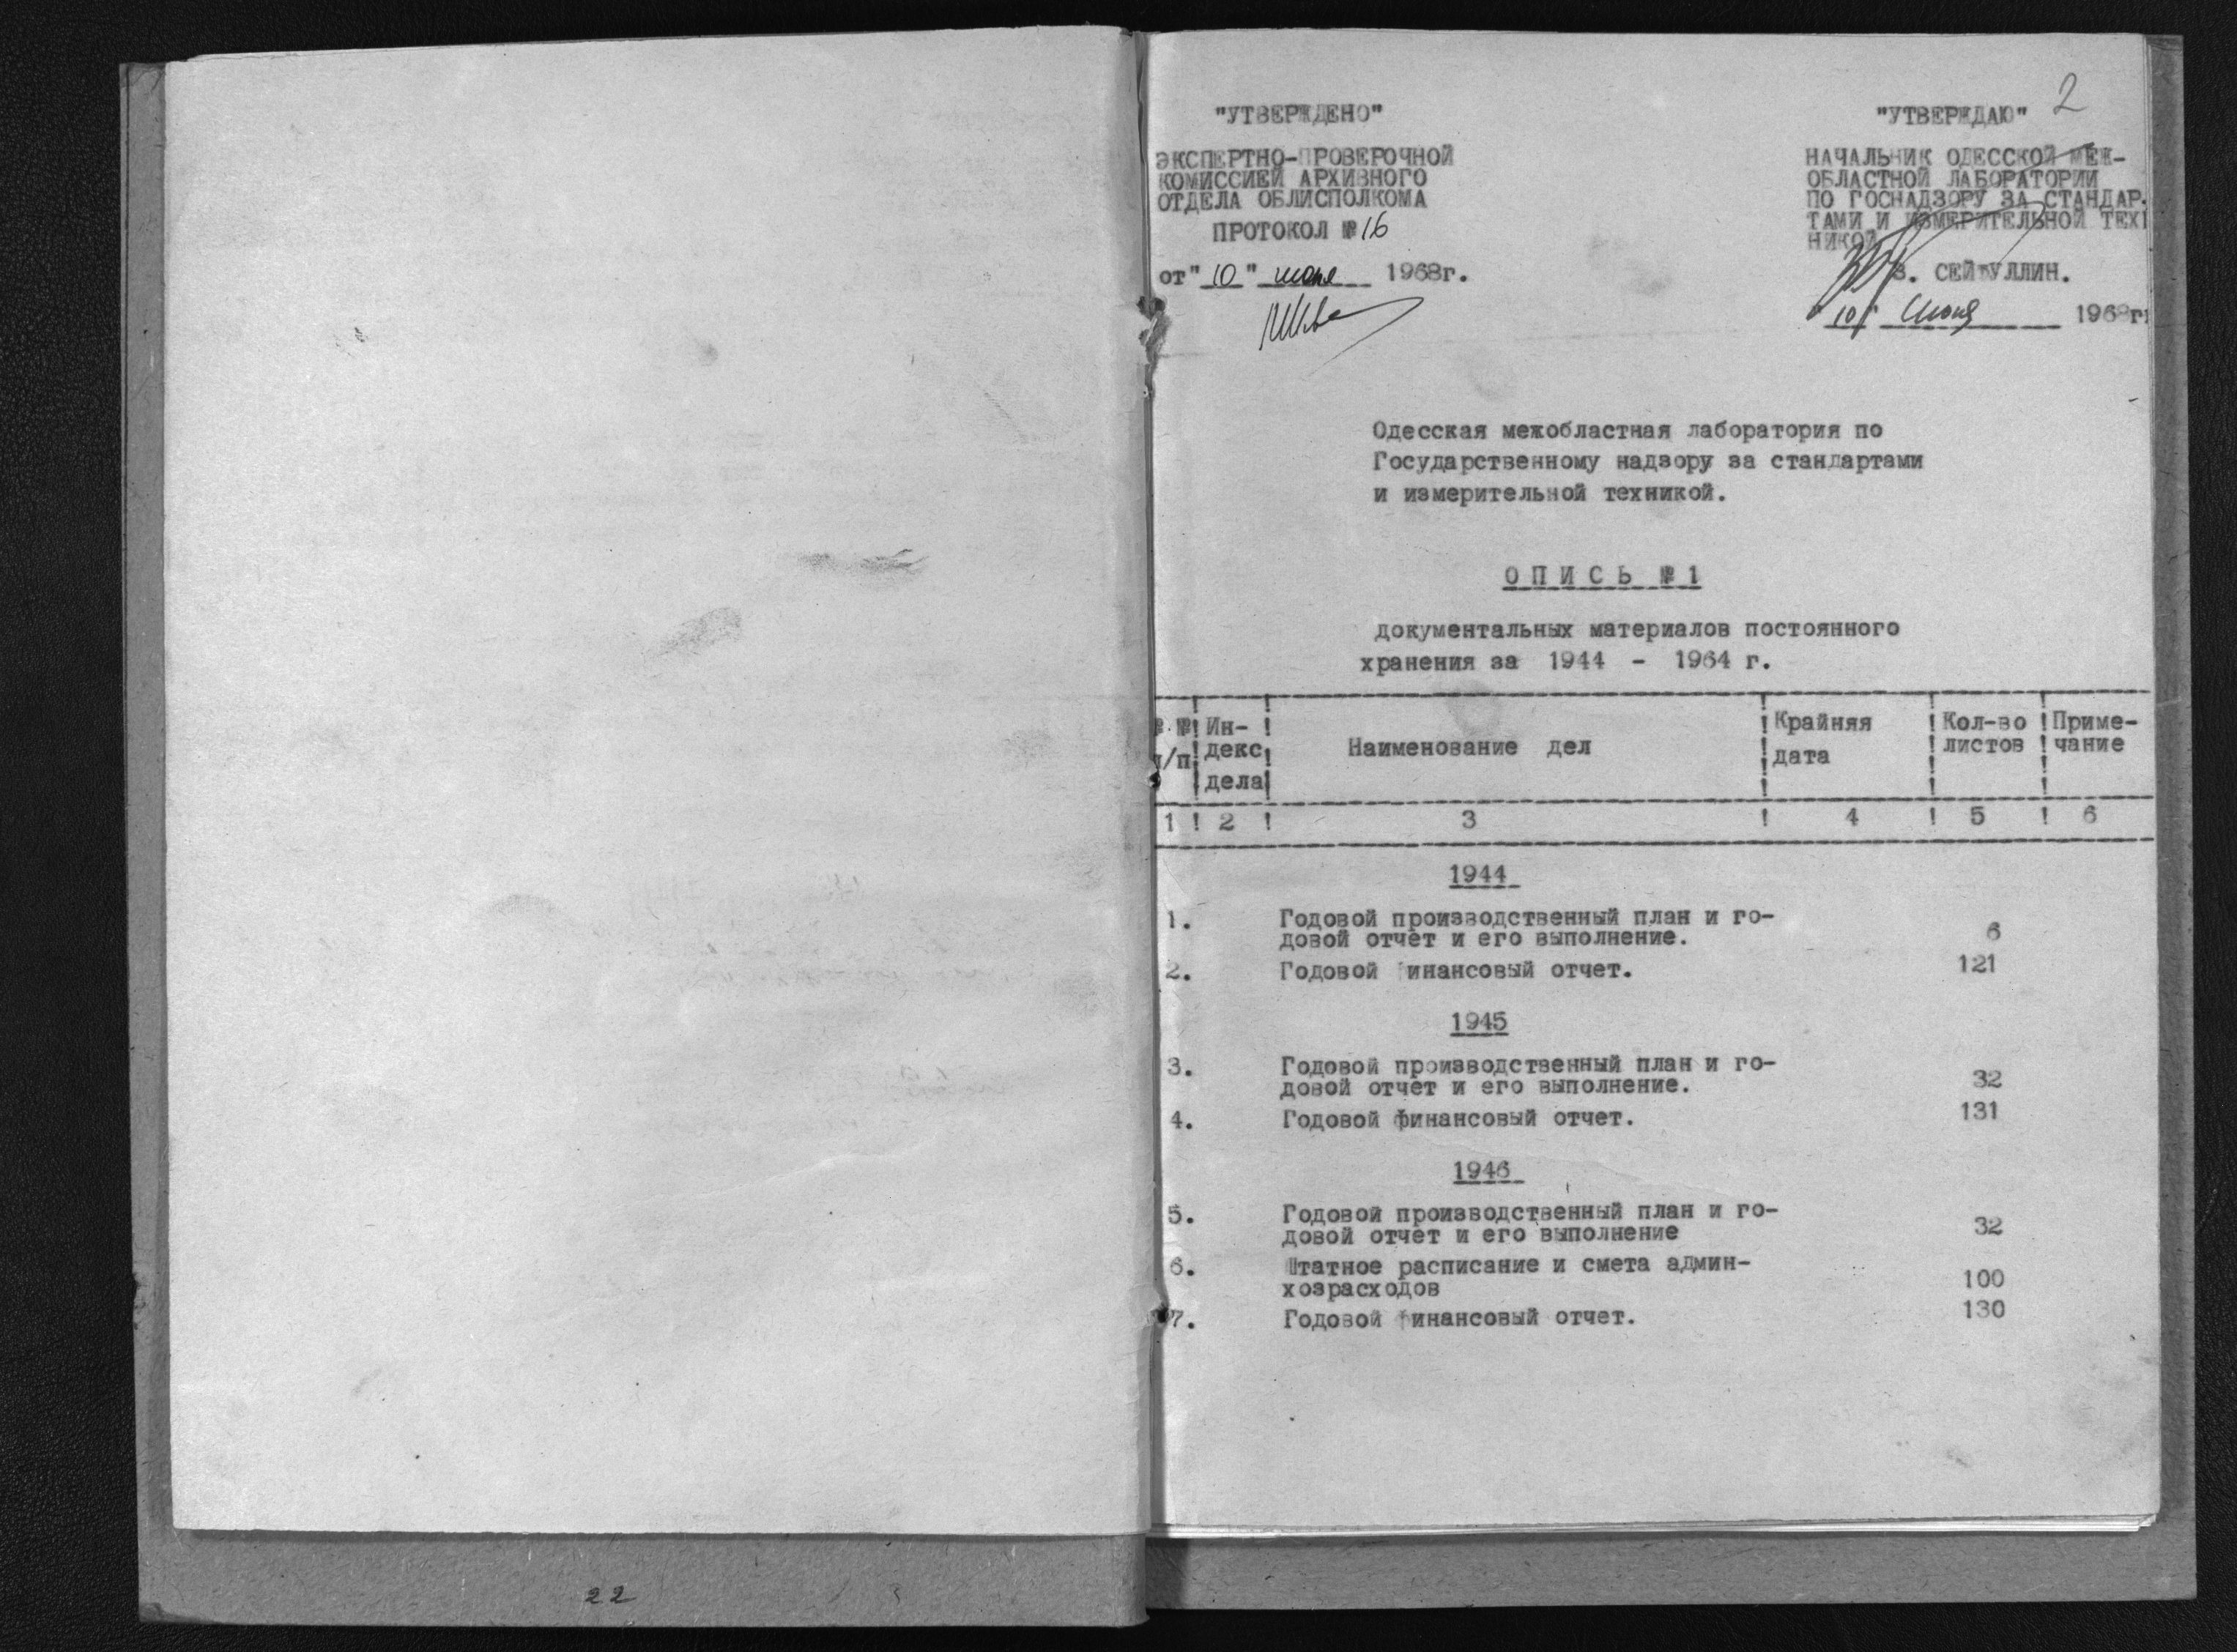 2
"УТВЕРЖДЕНО"
ЭКСПЕРТНО-ПРОВЕРОЧНОЙ
КОМИССИЕЙ АРХИВНОГО
ОТДЕЛА ОБЛИСПОЛКОМА
ПРОТОКОЛ №16
от "10" июня 1968г.
"УТВЕРЖДАЮ"
НАЧАЛЬНИК ОДЕССКОЙ МЕЖ-
ОБЛАСТНОЙ ЛАБОРАТОРИИ
ПО ГОСНАДЗОРУ ЗА СТАНДАР-
ТАМИ И ИЗМЕРИТЕЛЬНОЙ ТЕХ
НИКОЙ
З. СЕЙФУЛЛИН.
"10" Июня 1968г
Одесская межобластная лаборатория по
Государственному надзору за стандартами
и измерительной техникой.
ОПИСЬ №1
документальных материалов постоянного
хранения за 1944 - 1964 г.
№№ п/п ! Ин-декс дела ! Наименование дел ! Крайняя дата ! Кол-во листов ! Приме-чание
1 ! 2 ! 3 ! 4 ! 5 ! 6
1944
1. Годовой производственный план и го-
довой отчет и его выполнение. 6
2. Годовой финансовый отчет. 121
1945
3. Годовой производственный план и го-
довой отчет и его выполнение. 32
4. Годовой финансовый отчет. 131
1946
5. Годовой производственный план и го-
довой отчет и его выполнение 32
6. Штатное расписание и смета админ-
хозрасходов 100
7. Годовой финансовый отчет. 130
22